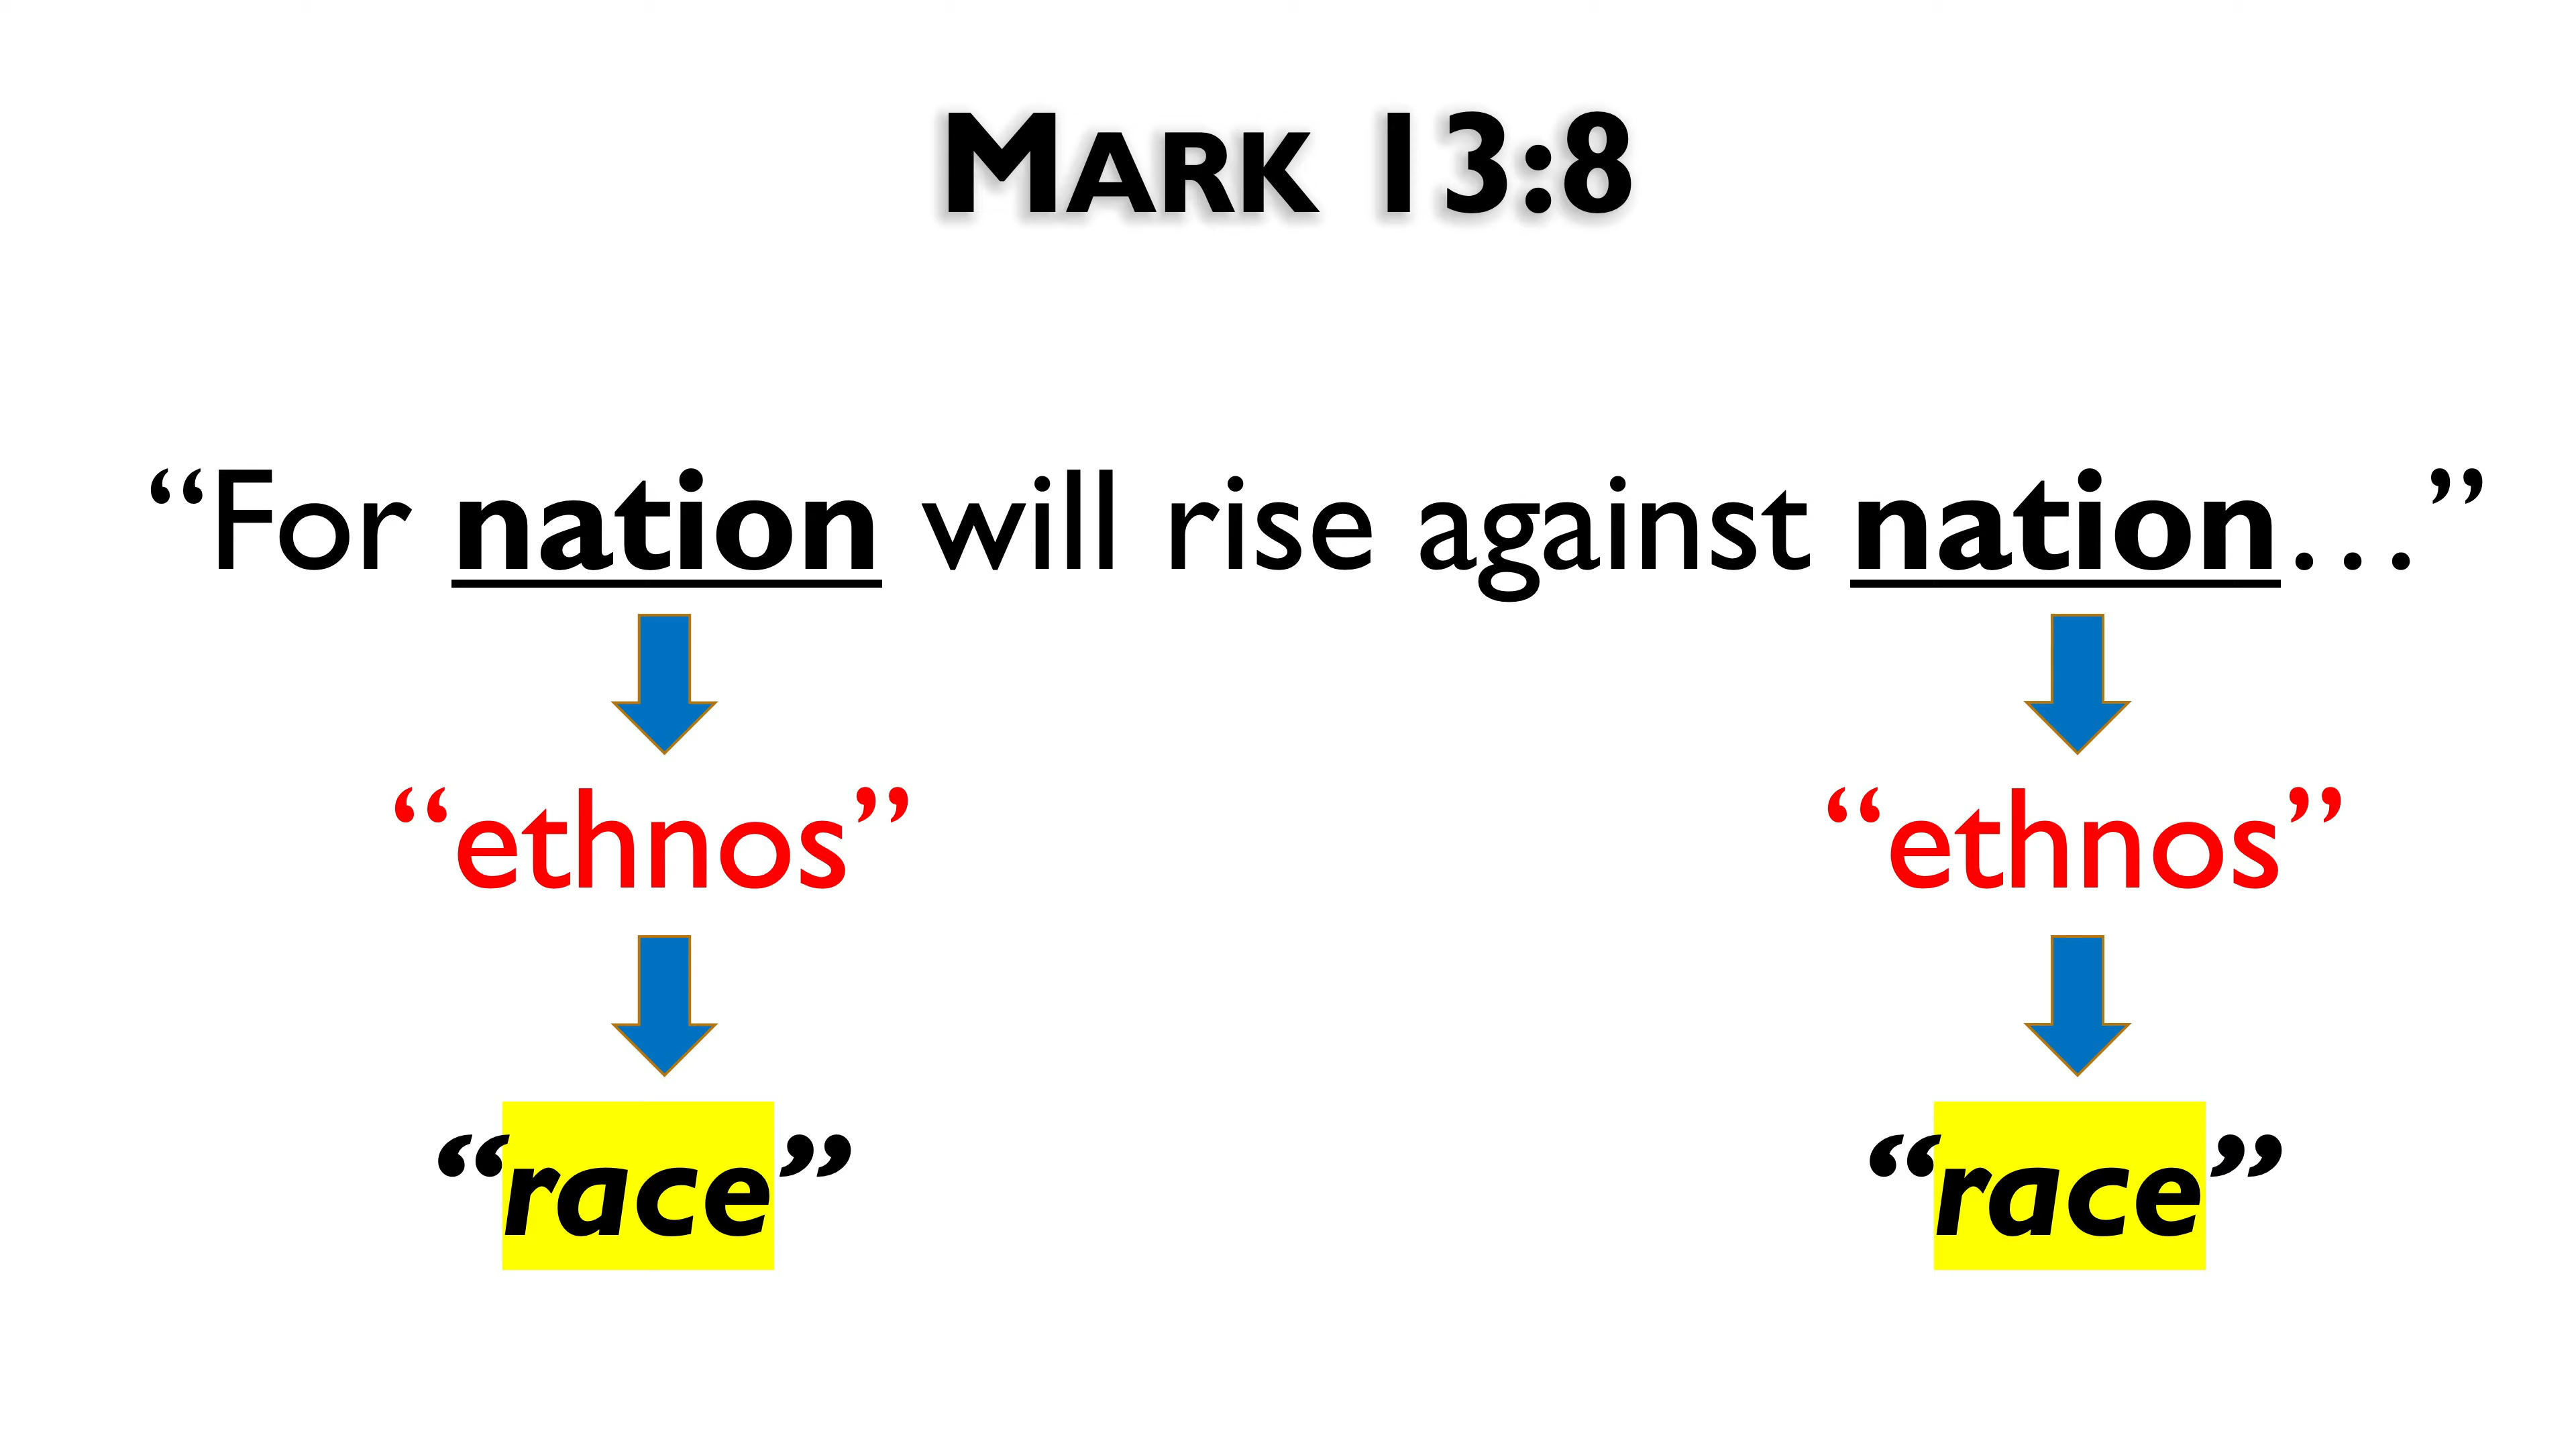 MARK 13:8
“For nation will rise against nation…”
“ethnos” “ethnos”
“race” “race”